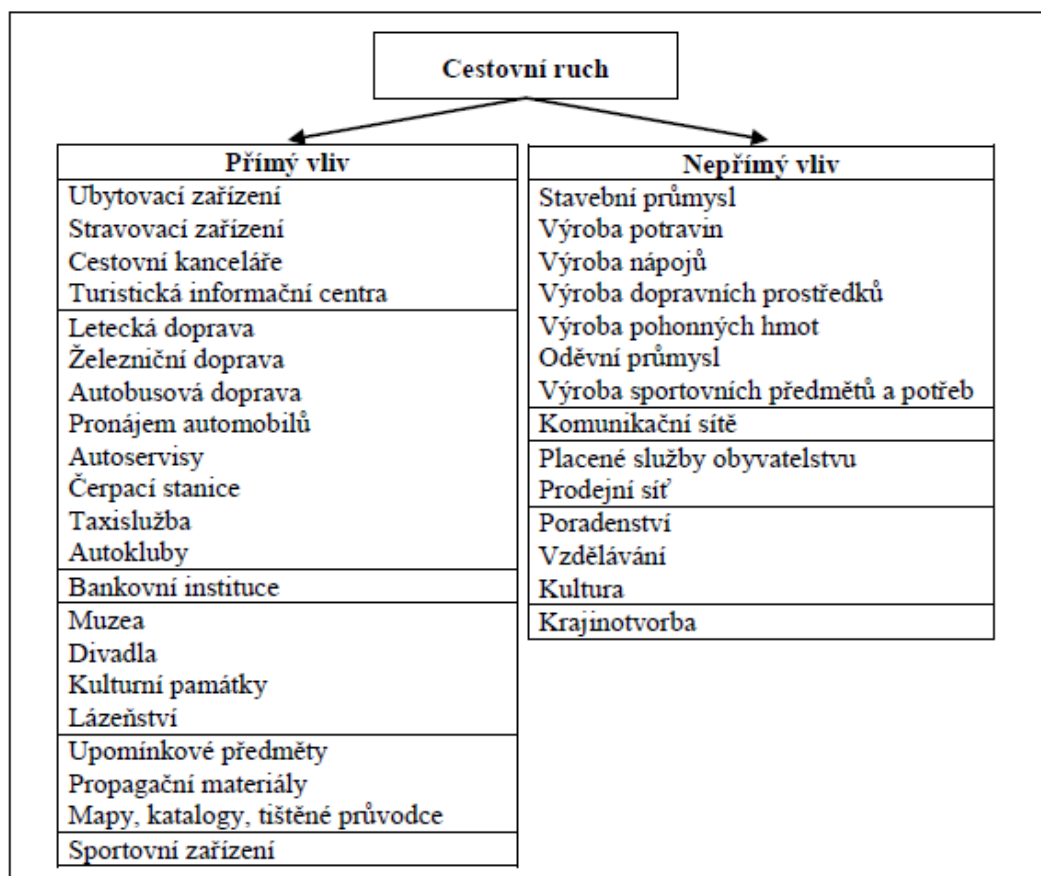 Cestovní ruch
Přímý vliv
Ubytovací zařízení
Stravovací zařízení
Cestovní kanceláře
Turistická informační centra
Letecká doprava
Železniční doprava
Autobusová doprava
Pronájem automobilů
Autoservisy
Čerpací stanice
Taxislužba
Autokluby
Bankovní instituce
Muzea
Divadla
Kulturní památky
Lázeňství
Upomínkové předměty
Propagační materiály
Mapy, katalogy, tištěné průvodce
Sportovní zařízení
Nepřímý vliv
Stavební průmysl
Výroba potravin
Výroba nápojů
Výroba dopravních prostředků
Výroba pohonných hmot
Oděvní průmysl
Výroba sportovních předmětů a potřeb
Komunikační sítě
Placené služby obyvatelstvu
Prodejní síť
Poradenství
Vzdělávání
Kultura
Krajinotvorba